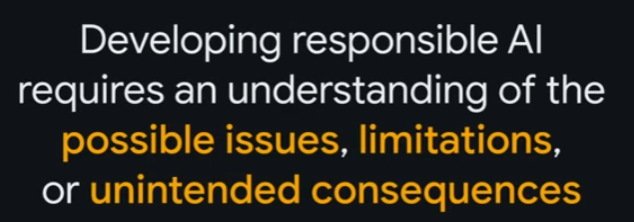 Developing responsible AI
requires an understanding of the
possible issues, limitations,
or unintended consequences